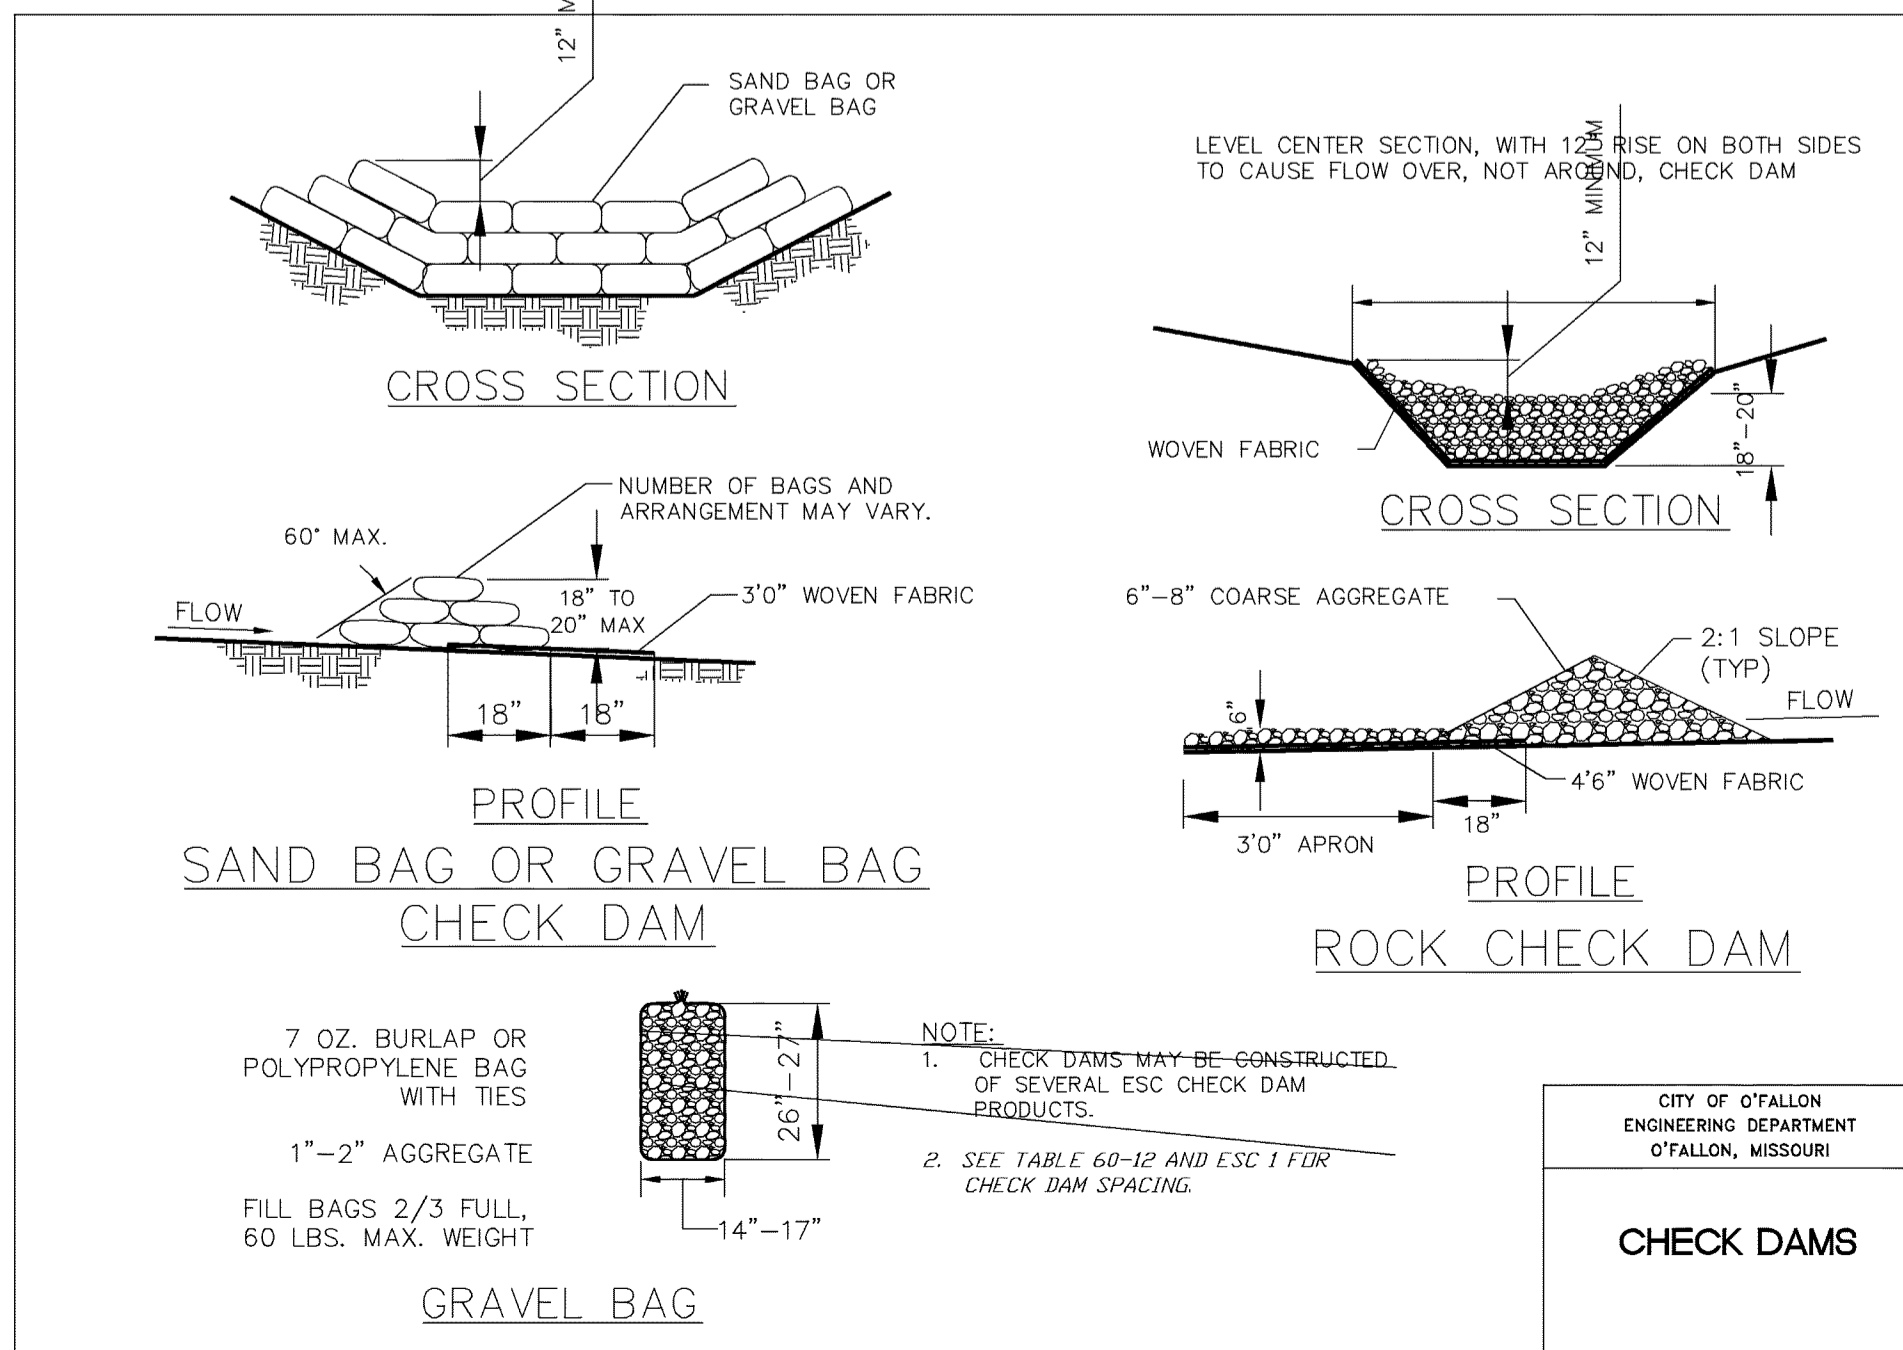 12" M
SAND BAG OR
GRAVEL BAG
CROSS SECTION
LEVEL CENTER SECTION, WITH 12" RISE ON BOTH SIDES
TO CAUSE FLOW OVER, NOT AROUND, CHECK DAM
12" MINIMUM
WOVEN FABRIC
18"-20"
CROSS SECTION
NUMBER OF BAGS AND
ARRANGEMENT MAY VARY.
60° MAX.
FLOW
18" TO
20" MAX
3'0" WOVEN FABRIC
18"
18"
PROFILE
SAND BAG OR GRAVEL BAG
CHECK DAM
6"-8" COARSE AGGREGATE
2:1 SLOPE
(TYP)
FLOW
6"
4'6" WOVEN FABRIC
18"
3'0" APRON
PROFILE
ROCK CHECK DAM
7 OZ. BURLAP OR
POLYPROPYLENE BAG
WITH TIES
1"-2" AGGREGATE
FILL BAGS 2/3 FULL,
60 LBS. MAX. WEIGHT
26"-27"
14"-17"
GRAVEL BAG
NOTE:
1. CHECK DAMS MAY BE CONSTRUCTED
OF SEVERAL ESC CHECK DAM
PRODUCTS.
2. SEE TABLE 60-12 AND ESC 1 FOR
CHECK DAM SPACING.
CITY OF O'FALLON
ENGINEERING DEPARTMENT
O'FALLON, MISSOURI
CHECK DAMS